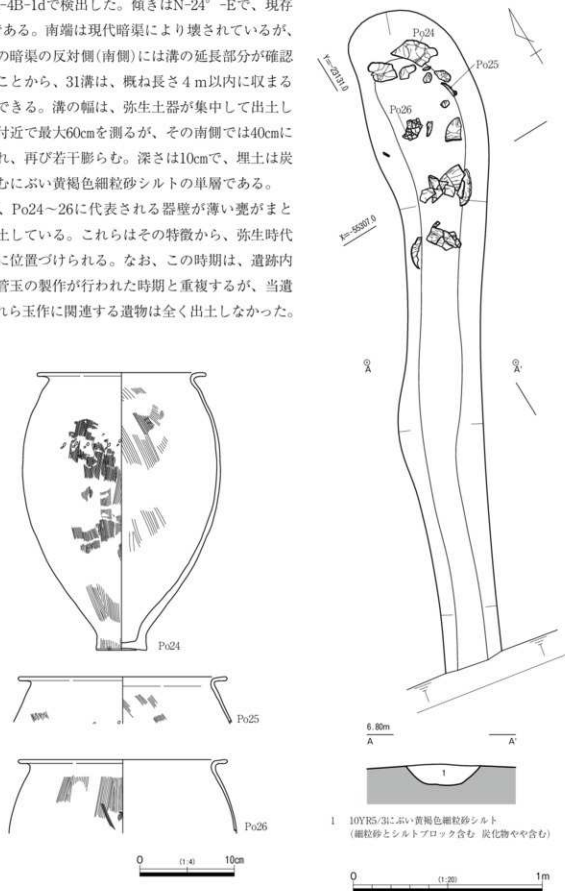 -4B-1dで検出した。傾きはN-24°-Eで、現存
である。南端は現代暗渠により壊されているが、
の暗渠の反対側(南側)には溝の延長部分が確認
ことから、31溝は、概ね長さ4m以内に収まる
できる。溝の幅は、弥生土器が集中して出土し
付近で最大60cmを測るが、その南側では40cmに
れ、再び若干膨らむ。深さは10cmで、埋土は炭
むにぶい黄褐色細粒砂シルトの単層である。
、Po24～26に代表される器壁が薄い甕がまと
土している。これらはその特徴から、弥生時代
に位置づけられる。なお、この時期は、遺跡内
管玉の製作が行われた時期と重複するが、当遺
れら玉作に関連する遺物は全く出土しなかった。
Po24
Po25
Po26
0 (1:4) 10cm
Po24
Po25
Po26
Y=-23131.0
X=-55307.0
A A'
6.80m
A A'
1
1 10YR5/3にぶい黄褐色細粒砂シルト
(細粒砂とシルトブロック含む 炭化物やや含む)
0 (1:20) 1m